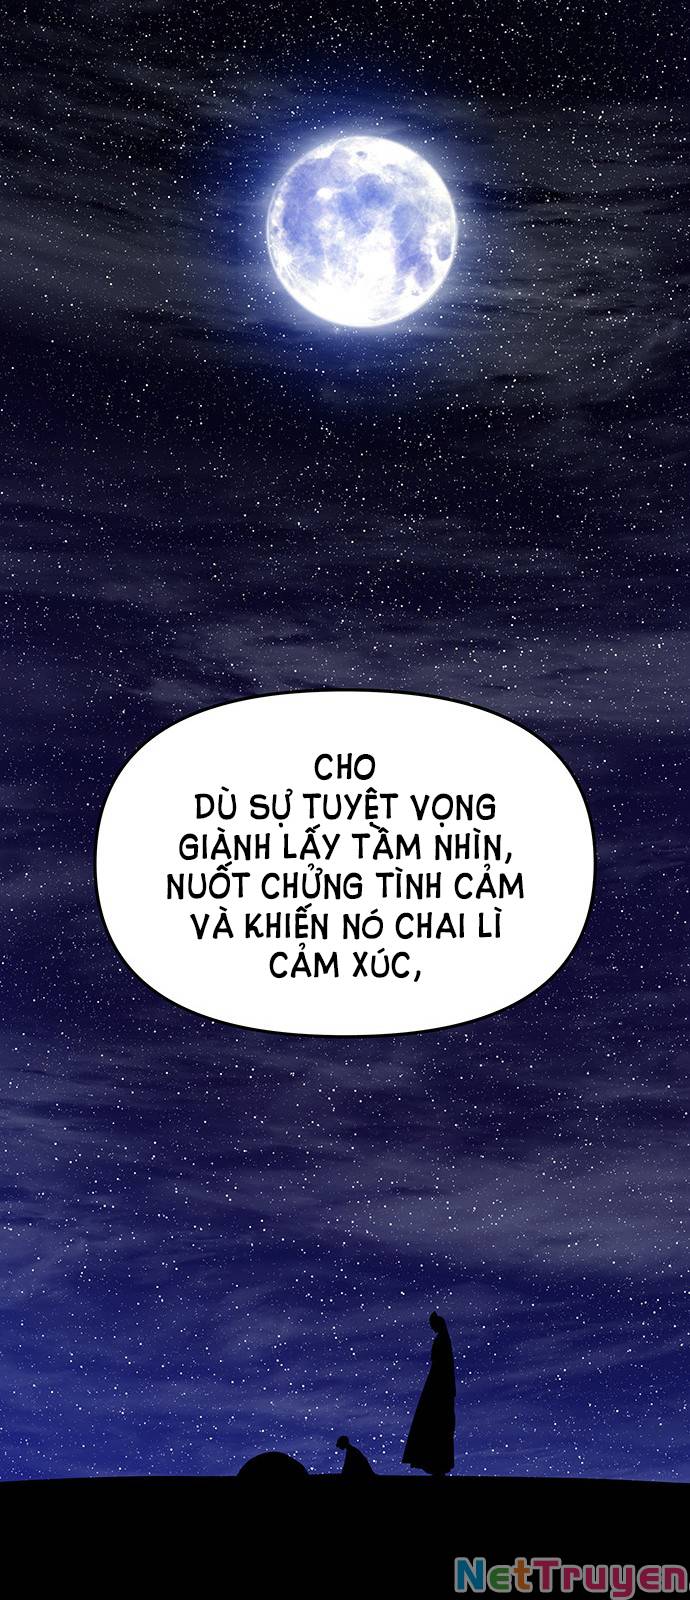 CHO
DÙ SỰ TUYỆT VỌNG
GIÀNH LẤY TẦM NHÌN,
NUỐT CHỬNG TÌNH CẢM
VÀ KHIẾN NÓ CHAI LÌ
CẢM XÚC,
NetTruyen